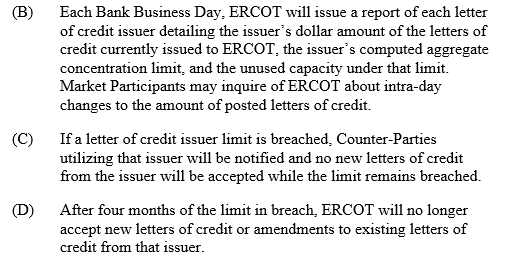 (B) Each Bank Business Day, ERCOT will issue a report of each letter
of credit issuer detailing the issuer's dollar amount of the letters of
credit currently issued to ERCOT, the issuer's computed aggregate
concentration limit, and the unused capacity under that limit.
Market Participants may inquire of ERCOT about intra-day
changes to the amount of posted letters of credit.
(C) If a letter of credit issuer limit is breached, Counter-Parties
utilizing that issuer will be notified and no new letters of credit
from the issuer will be accepted while the limit remains breached.
(D) After four months of the limit in breach, ERCOT will no longer
accept new letters of credit or amendments to existing letters of
credit from that issuer.